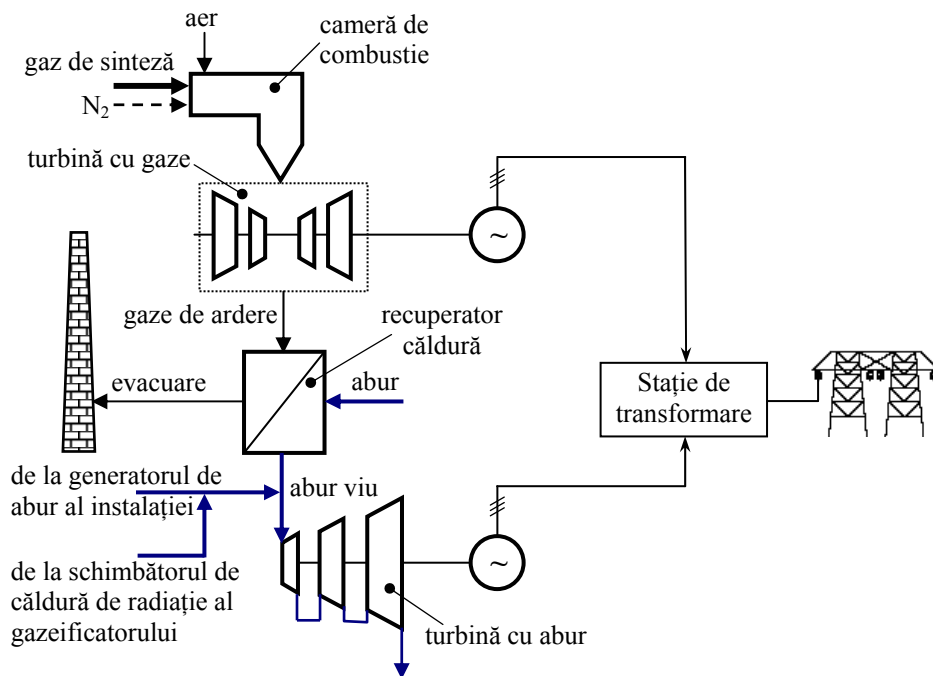 aer
cameră de
combustie
gaz de sinteză
N2
turbină cu gaze
~
gaze de ardere
recuperator
căldură
evacuare
abur
Stație de
transformare
de la generatorul de
abur al instalației
abur viu
~
de la schimbătorul de
căldură de radiație al
gazeificatorului
turbină cu abur